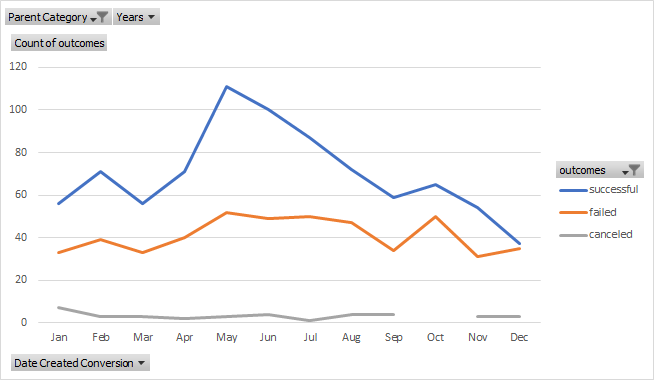 Parent Category Years
Count of outcomes
120
100
80
60
40
20
0
Jan Feb Mar Apr May Jun Jul Aug Sep Oct Nov Dec
outcomes
successful
failed
canceled
Date Created Conversion